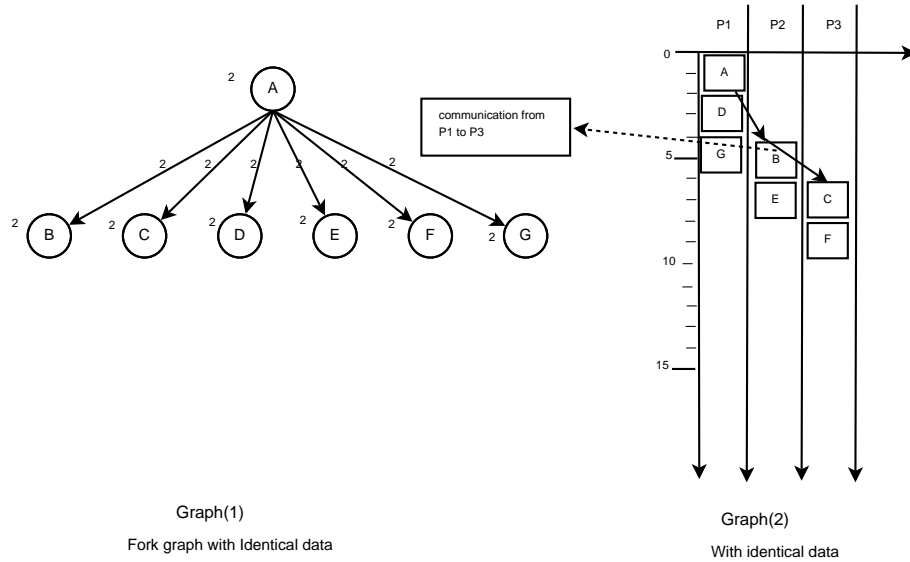 2
A
2
2
2
2
2
2
2
B
2
C
2
D
2
E
2
F
2
G
Graph(1)
Fork graph with Identical data
communication from
P1 to P3
P1
P2
P3
0
5
10
15
A
D
G
B
E
C
F
Graph(2)
With identical data